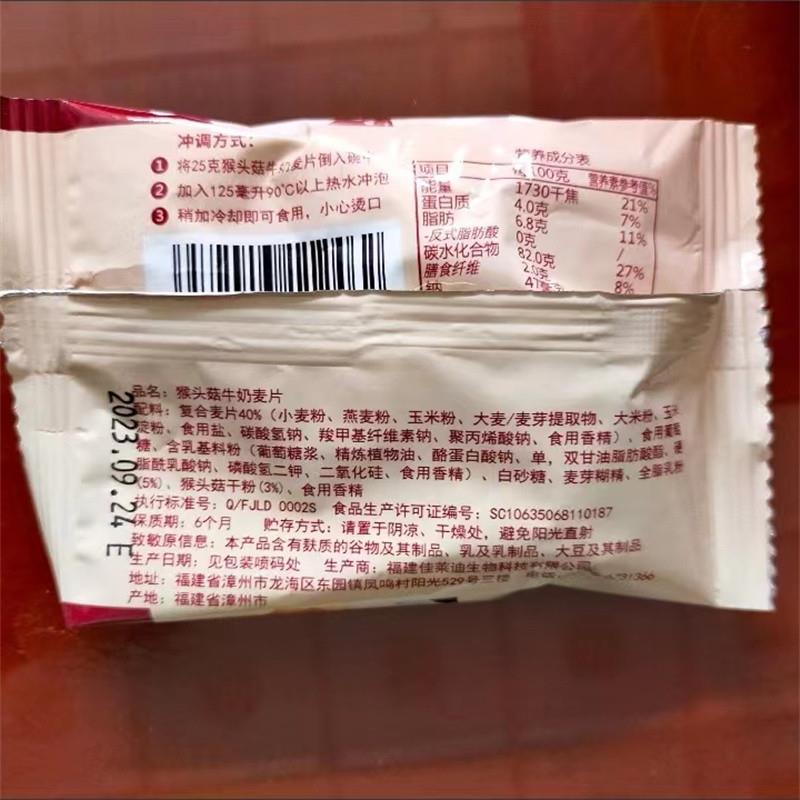 冲调方式：
1 将25克猴头菇牛奶麦片倒入碗
2 加入125毫升90℃以上热水冲泡
3 稍加冷却即可食用，小心烫口
营养成分表
项目 100克 营养素参考值%
能量 1730千焦 21%
蛋白质 4.0克 7%
脂肪 6.8克 11%
-反式脂肪酸 0克 /
碳水化合物 82.0克 27%
膳食纤维 8%
钠
品名：猴头菇牛奶麦片
配料：复合麦片40%（小麦粉、燕麦粉、玉米粉、大麦/麦芽提取物、大米粉、玉米
淀粉、食用盐、碳酸氢钠、羧甲基纤维素钠、聚丙烯酸钠、食用香精）、食用葡萄
糖、含乳基料粉（葡萄糖浆、精炼植物油、酪蛋白酸钠、单，双甘油脂肪酸酯、硬
脂酰乳酸钠、磷酸氢二钾、二氧化硅、食用香精）、白砂糖、麦芽糊精、全脂乳粉
(5%)、猴头菇干粉(3%)、食用香精
执行标准号：Q/FJLD 0002S 食品生产许可证编号：SC10635068110187
保质期：6个月 贮存方式：请置于阴凉、干燥处，避免阳光直射
致敏原信息：本产品含有麸质的谷物及其制品、乳及乳制品、大豆及其制品
生产日期：见包装喷码处 生产商：福建佳莱迪生物科技有限公司
地址：福建省漳州市龙海区东园镇凤鸣村阳光529号三楼
产地：福建省漳州市
2023.09.24 E